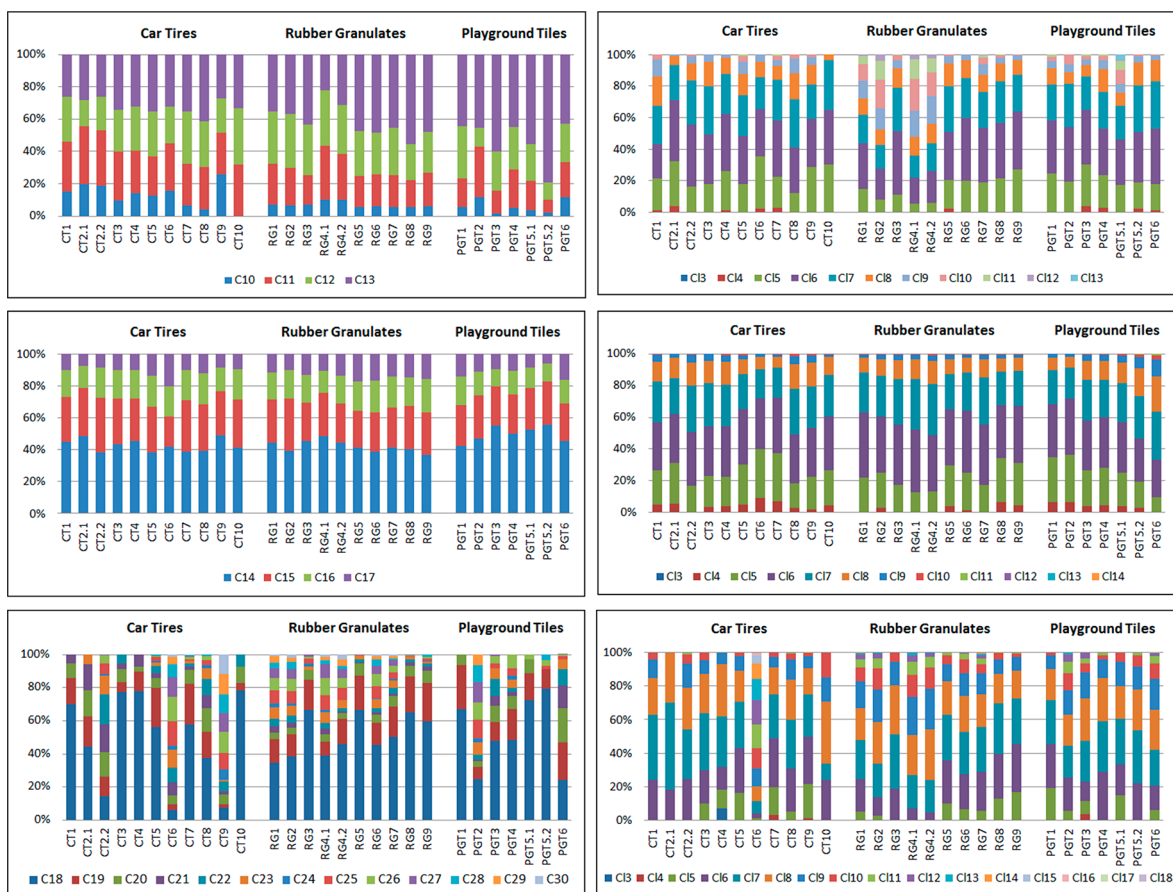 Car Tires Rubber Granulates Playground Tiles
100%
80%
60%
40%
20%
0%
CT1 CT2.1 CT2.2 CT3 CT4 CT5 CT6 CT7 CT8 CT9 CT10 RG1 RG2 RG3 RG4.1 RG4.2 RG5 RG6 RG7 RG8 RG9 PGT1 PGT2 PGT3 PGT4 PGT5.1 PGT5.2 PGT6
C10 C11 C12 C13
Car Tires Rubber Granulates Playground Tiles
100%
80%
60%
40%
20%
0%
CT1 CT2.1 CT2.2 CT3 CT4 CT5 CT6 CT7 CT8 CT9 CT10 RG1 RG2 RG3 RG4.1 RG4.2 RG5 RG6 RG7 RG8 RG9 PGT 1 PGT 2 PGT 3 PGT 4 PGT 5.1 PGT 5.2 PGT 6
Cl3 Cl4 Cl5 Cl6 Cl7 Cl8 Cl9 Cl10 Cl11 Cl12 Cl13
Car Tires Rubber Granulates Playground Tiles
100%
80%
60%
40%
20%
0%
CT1 CT2.1 CT2.2 CT3 CT4 CT5 CT6 CT7 CT8 CT9 CT10 RG1 RG2 RG3 RG4.1 RG4.2 RG5 RG6 RG7 RG8 RG9 PGT1 PGT2 PGT3 PGT4 PGT5.1 PGT5.2 PGT6
C14 C15 C16 C17
Car Tires Rubber Granulates Playground Tiles
100%
80%
60%
40%
20%
0%
CT1 CT2.1 CT2.2 CT3 CT4 CT5 CT6 CT7 CT8 CT9 CT10 RG1 RG2 RG3 RG4.1 RG4.2 RG5 RG6 RG7 RG8 RG9 PGT1 PGT2 PGT3 PGT4 PGT5.1 PGT5.2 PGT6
Cl3 Cl4 Cl5 Cl6 Cl7 Cl8 Cl9 Cl10 Cl11 Cl12 Cl13 Cl14
Car Tires Rubber Granulates Playground Tiles
100%
80%
60%
40%
20%
0%
CT1 CT2.1 CT2.2 CT3 CT4 CT5 CT6 CT7 CT8 CT9 CT10 RG1 RG2 RG3 RG4.1 RG4.2 RG5 RG6 RG7 RG8 RG9 PGT1 PGT2 PGT3 PGT4 PGT5.1 PGT5.2 PGT6
C18 C19 C20 C21 C22 C23 C24 C25 C26 C27 C28 C29 C30
Car Tires Rubber Granulates Playground Tiles
100%
80%
60%
40%
20%
0%
CT1 CT2.1 CT2.2 CT3 CT4 CT5 CT6 CT7 CT8 CT9 CT10 RG1 RG2 RG3 RG4.1 RG4.2 RG5 RG6 RG7 RG8 RG9 PGT1 PGT2 PGT3 PGT4 PGT5.1 PGT5.2 PGT6
Cl3 Cl4 Cl5 Cl6 Cl7 Cl8 Cl9 Cl10 Cl11 Cl12 Cl13 Cl14 Cl15 Cl16 Cl17 Cl18